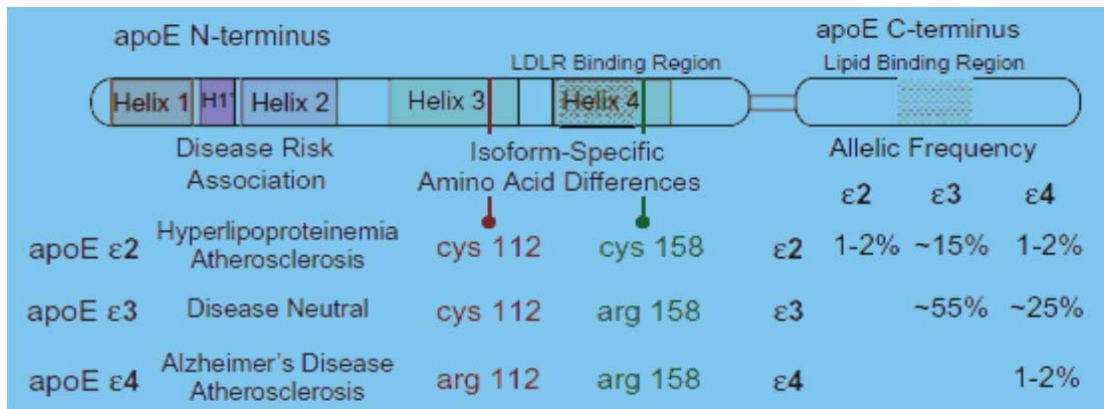 apoE N-terminus
apoE C-terminus
LDLR Binding Region
Lipid Binding Region
Helix 1
H1'
Helix 2
Helix 3
Helix 4
Disease Risk
Association
Isoform-Specific
Amino Acid Differences
Allelic Frequency
ε2 ε3 ε4
apoE ε2 Hyperlipoproteinemia
Atherosclerosis
cys 112 cys 158 ε2 1-2% ~15% 1-2%
apoE ε3 Disease Neutral cys 112 arg 158 ε3 ~55% ~25%
apoE ε4 Alzheimer's Disease
Atherosclerosis
arg 112 arg 158 ε4 1-2%